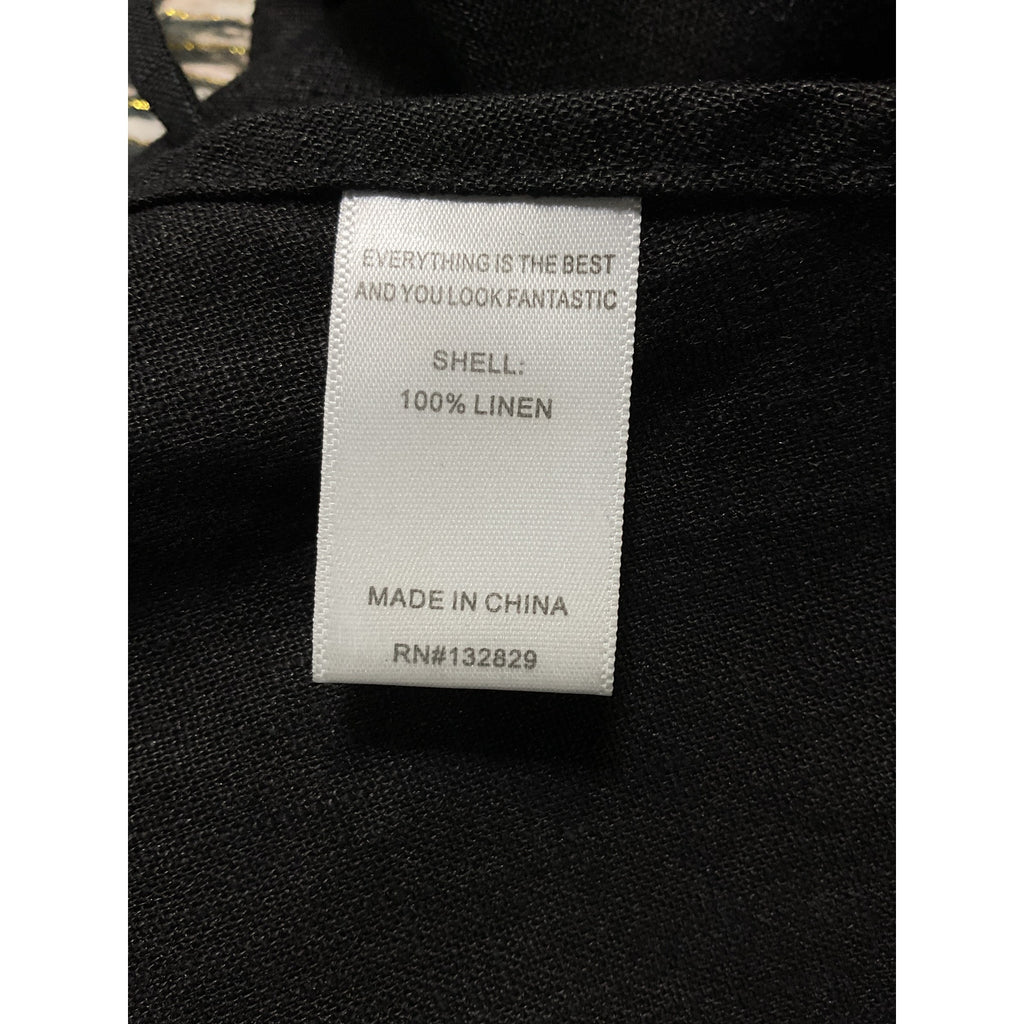 EVERYTHING IS THE BEST
AND YOU LOOK FANTASTIC
SHELL:
100% LINEN
MADE IN CHINA
RN#132829